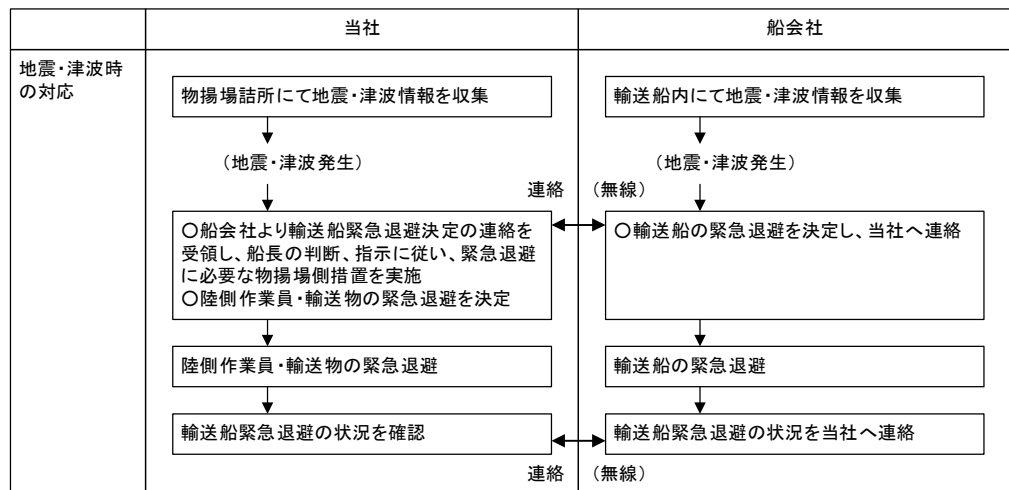 当社
船会社
地震・津波時
の対応
物揚場詰所にて地震・津波情報を収集
輸送船内にて地震・津波情報を収集
（地震・津波発生）
（地震・津波発生）
連絡
（無線）
○船会社より輸送船緊急退避決定の連絡を
受領し、船長の判断、指示に従い、緊急退避
に必要な物揚場側措置を実施
○陸側作業員・輸送物の緊急退避を決定
○輸送船の緊急退避を決定し、当社へ連絡
陸側作業員・輸送物の緊急退避
輸送船の緊急退避
輸送船緊急退避の状況を確認
輸送船緊急退避の状況を当社へ連絡
連絡
（無線）